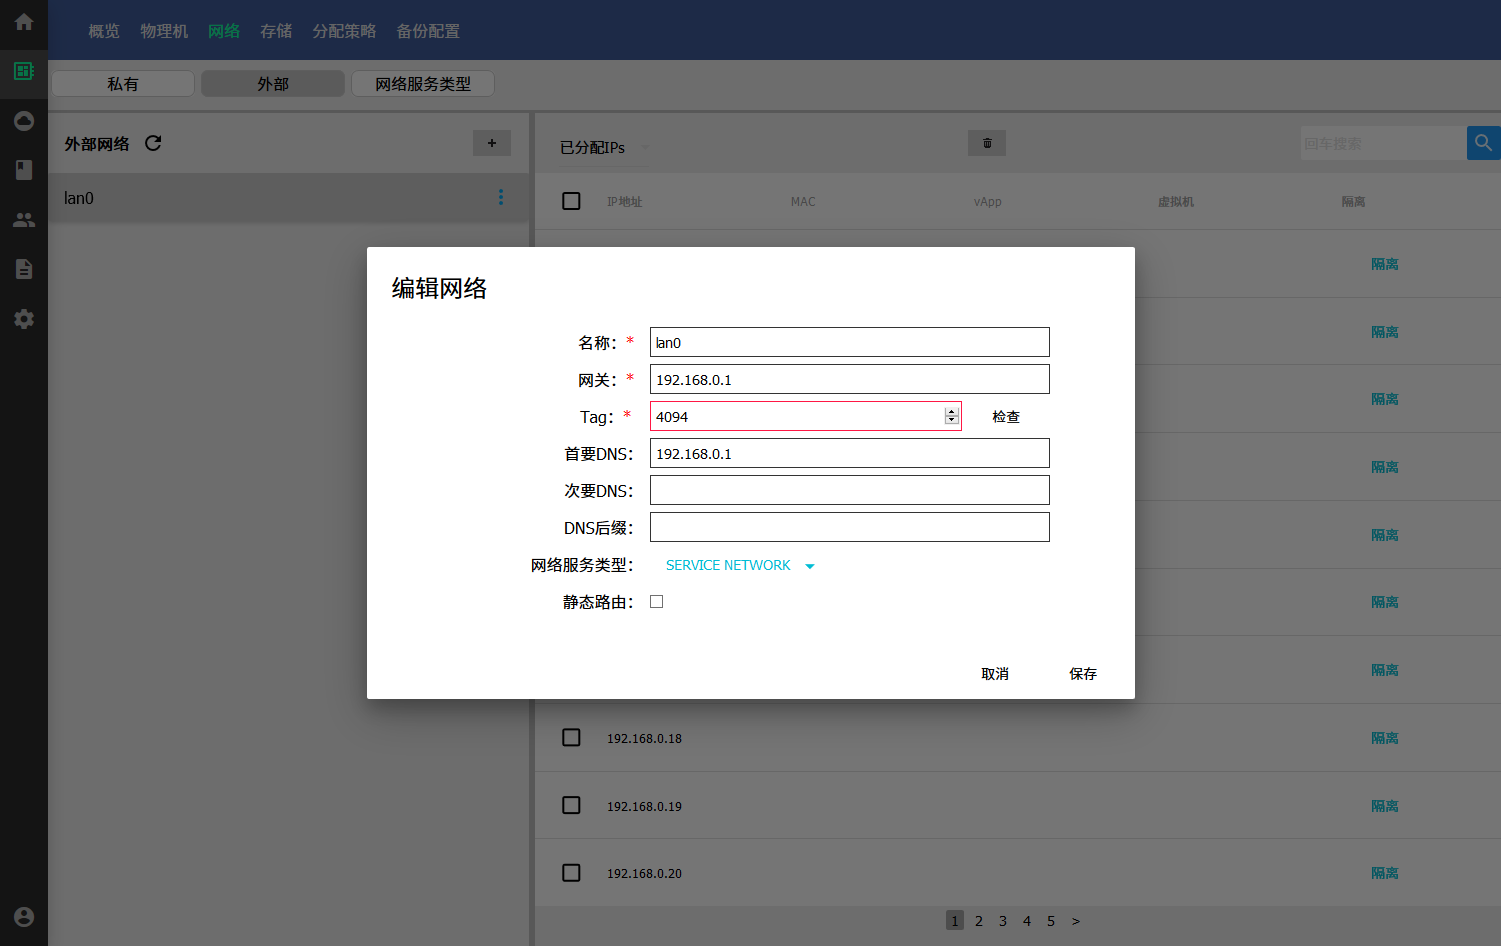 概览 物理机 网络 存储 分配策略 备份配置
私有 外部 网络服务类型
外部网络 +
已分配IPs
回车搜索
lan0
IP地址 MAC vApp 虚拟机 隔离
隔离
隔离
隔离
隔离
隔离
隔离
隔离
编辑网络
名称：* lan0
网关：* 192.168.0.1
Tag：* 4094 检查
首要DNS： 192.168.0.1
次要DNS：
DNS后缀：
网络服务类型： SERVICE NETWORK
静态路由：
取消 保存
192.168.0.18 隔离
192.168.0.19 隔离
192.168.0.20 隔离
1 2 3 4 5 >